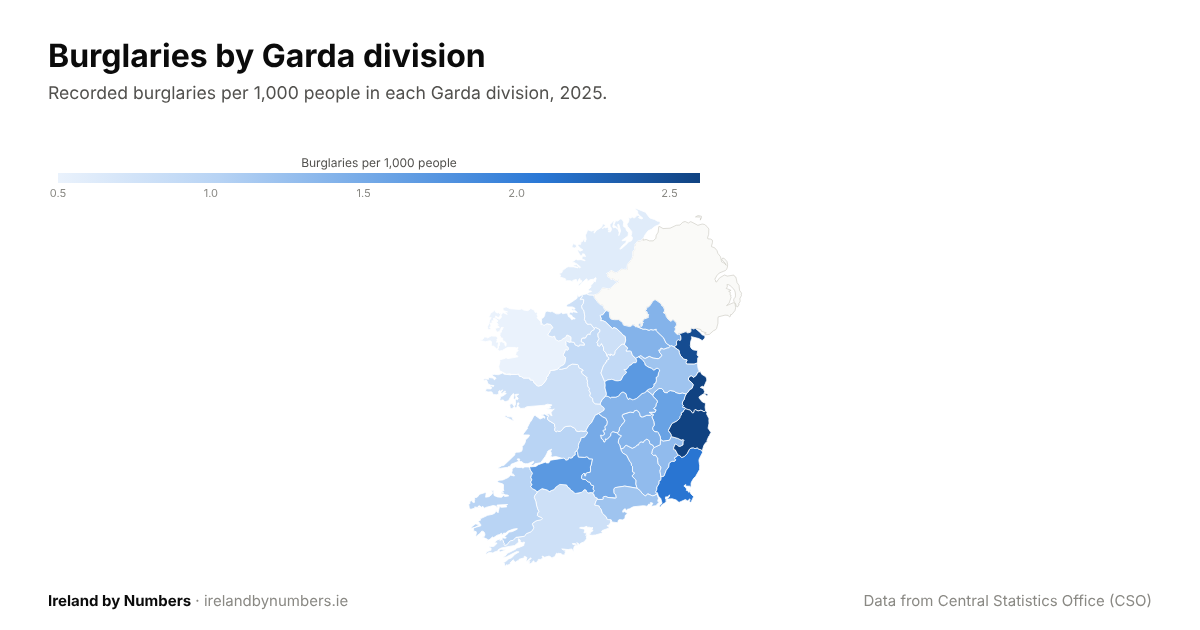 Burglaries by Garda division
Recorded burglaries per 1,000 people in each Garda division, 2025.
Burglaries per 1,000 people
0.5 1.0 1.5 2.0 2.5
Ireland by Numbers · irelandbynumbers.ie
Data from Central Statistics Office (CSO)